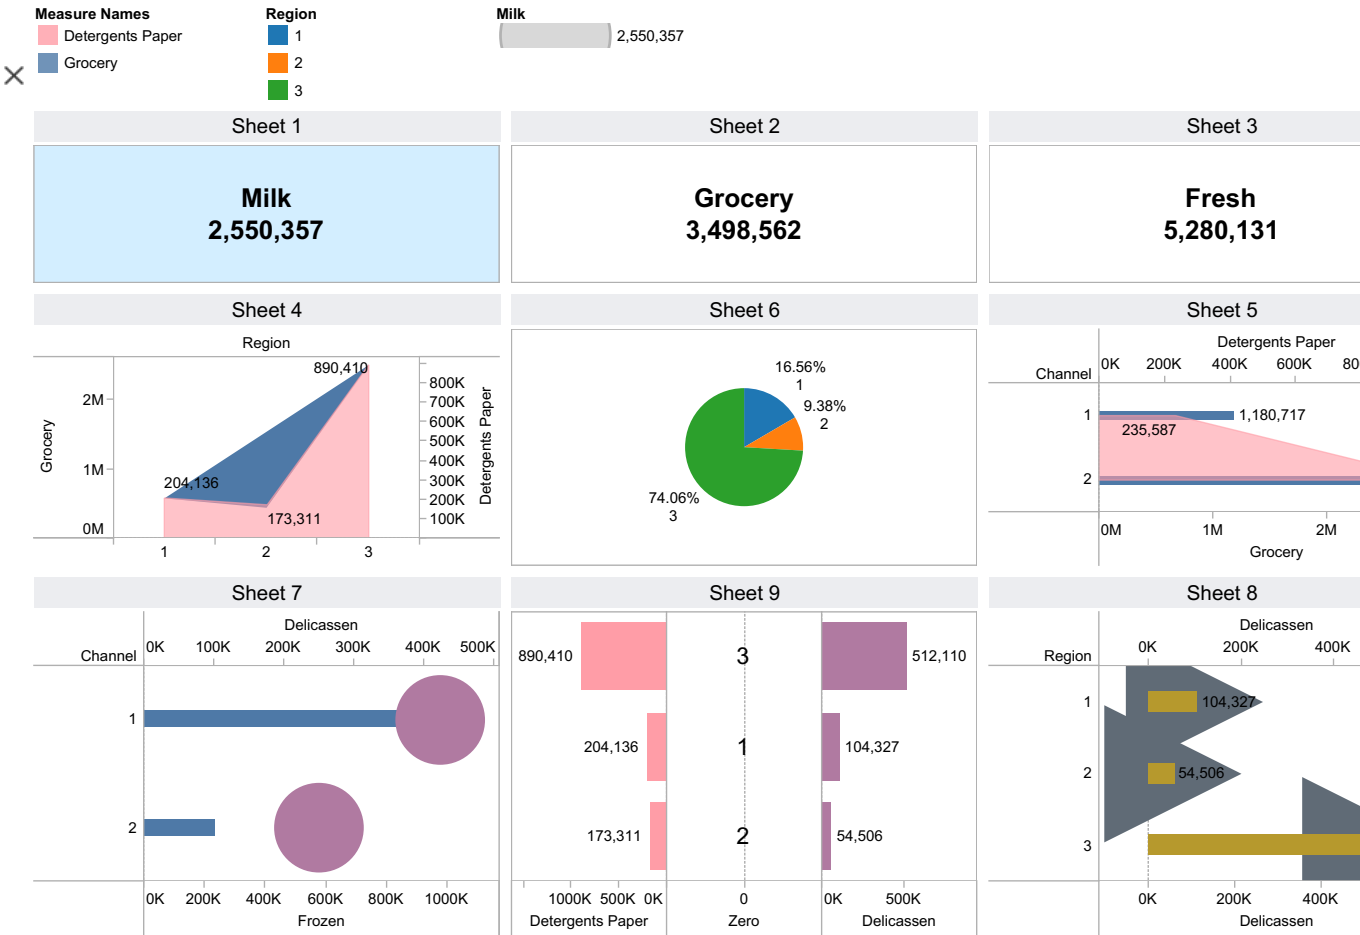 Measure Names
Detergents Paper
Grocery
Region
1
2
3
Milk
2,550,357
Sheet 1
Milk
2,550,357
Sheet 2
Grocery
3,498,562
Sheet 3
Fresh
5,280,131
Sheet 4
Region
Grocery
2M
1M
0M
890,410
204,136
173,311
800K
700K
600K
500K
400K
300K
200K
100K
Detergents Paper
1 2 3
Sheet 6
16.56%
1
9.38%
2
74.06%
3
Sheet 5
Detergents Paper
0K 200K 400K 600K 80
Channel
1 1,180,717
235,587
2
0M 1M 2M
Grocery
Sheet 7
Delicassen
0K 100K 200K 300K 400K 500K
Channel
1
2
0K 200K 400K 600K 800K 1000K
Frozen
Sheet 9
890,410 3 512,110
204,136 1 104,327
173,311 2 54,506
1000K 500K 0K 0 0K 500K
Detergents Paper Zero Delicassen
Sheet 8
Delicassen
0K 200K 400K
Region
1 104,327
2 54,506
3
0K 200K 400K
Delicassen